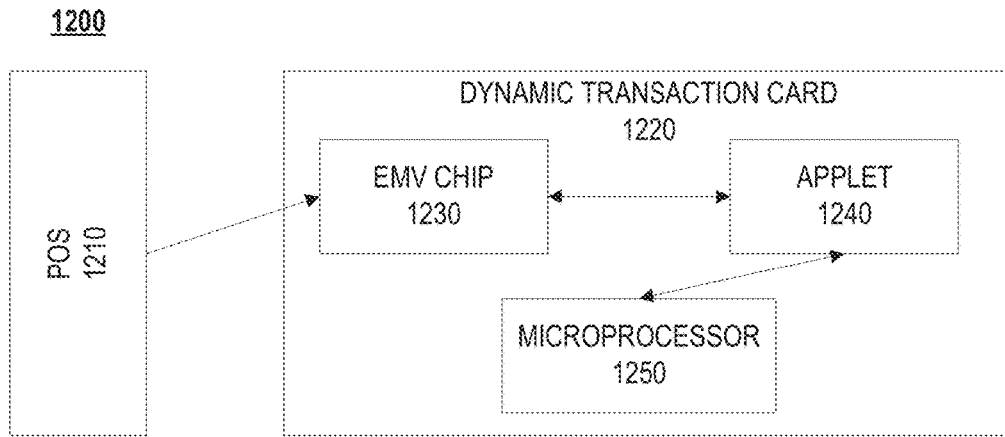 1200
DYNAMIC TRANSACTION CARD
1220
EMV CHIP
1230
APPLET
1240
POS
1210
MICROPROCESSOR
1250